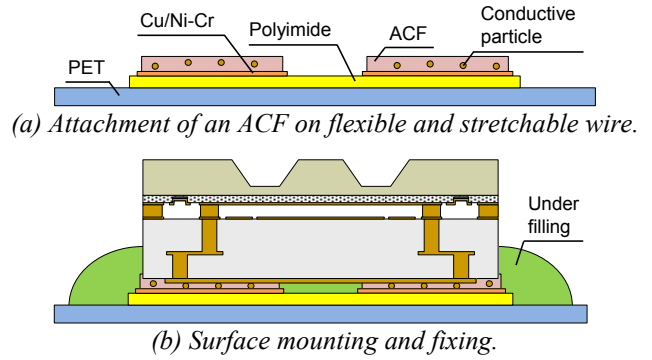 Cu/Ni-Cr
Polyimide
ACF
Conductive
particle
PET
(a) Attachment of an ACF on flexible and stretchable wire.
Under
filling
(b) Surface mounting and fixing.